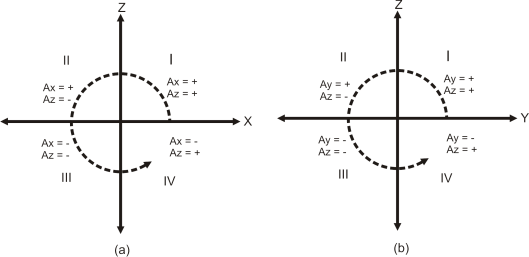 Z
II
I
Ax = +
Az = -
Ax = +
Az = +
X
Ax = -
Az = -
Ax = -
Az = +
III
IV
(a)
Z
II
I
Ay = +
Az = -
Ay = +
Az = +
Y
Ay = -
Az = -
Ay = -
Az = +
III
IV
(b)